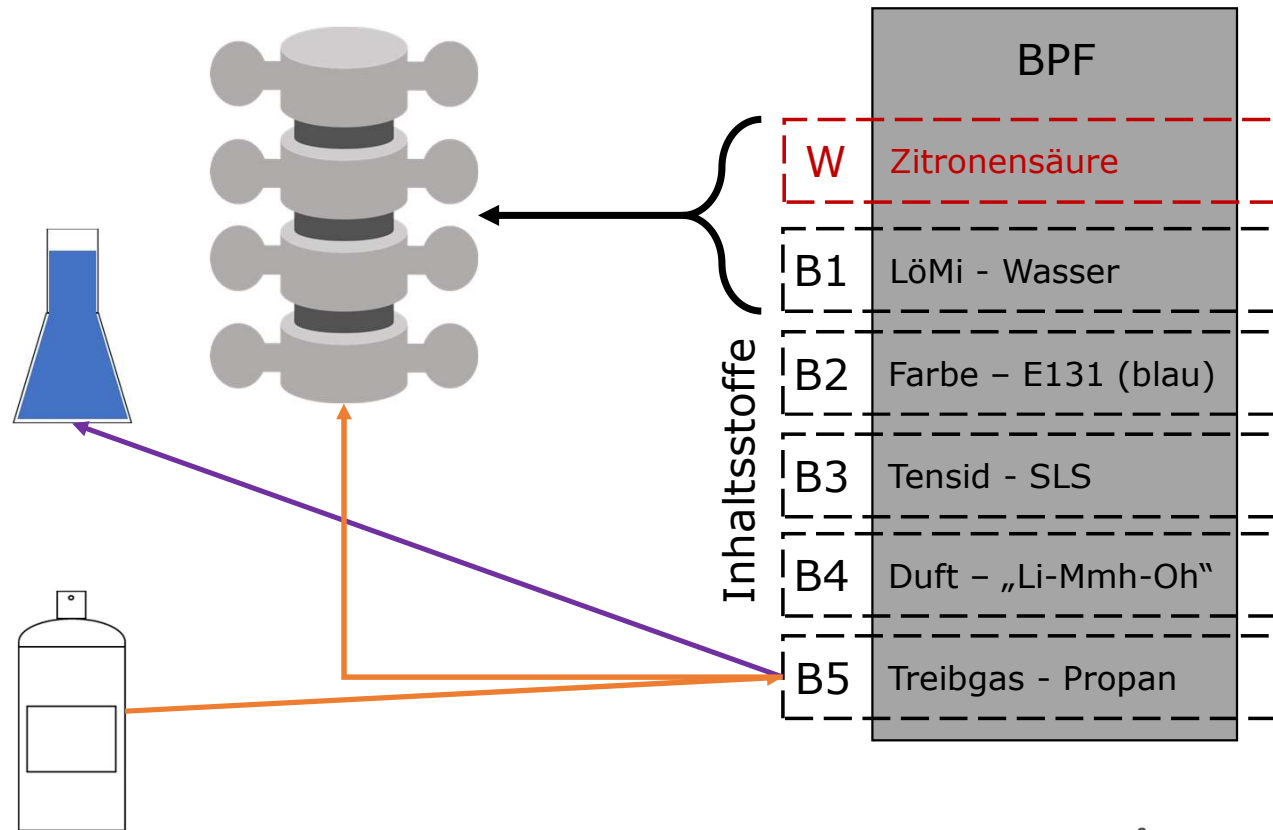 BPF
W Zitronensäure
B1 LöMi - Wasser
B2 Farbe – E131 (blau)
B3 Tensid - SLS
B4 Duft – „Li-Mmh-Oh“
B5 Treibgas - Propan
Inhaltsstoffe